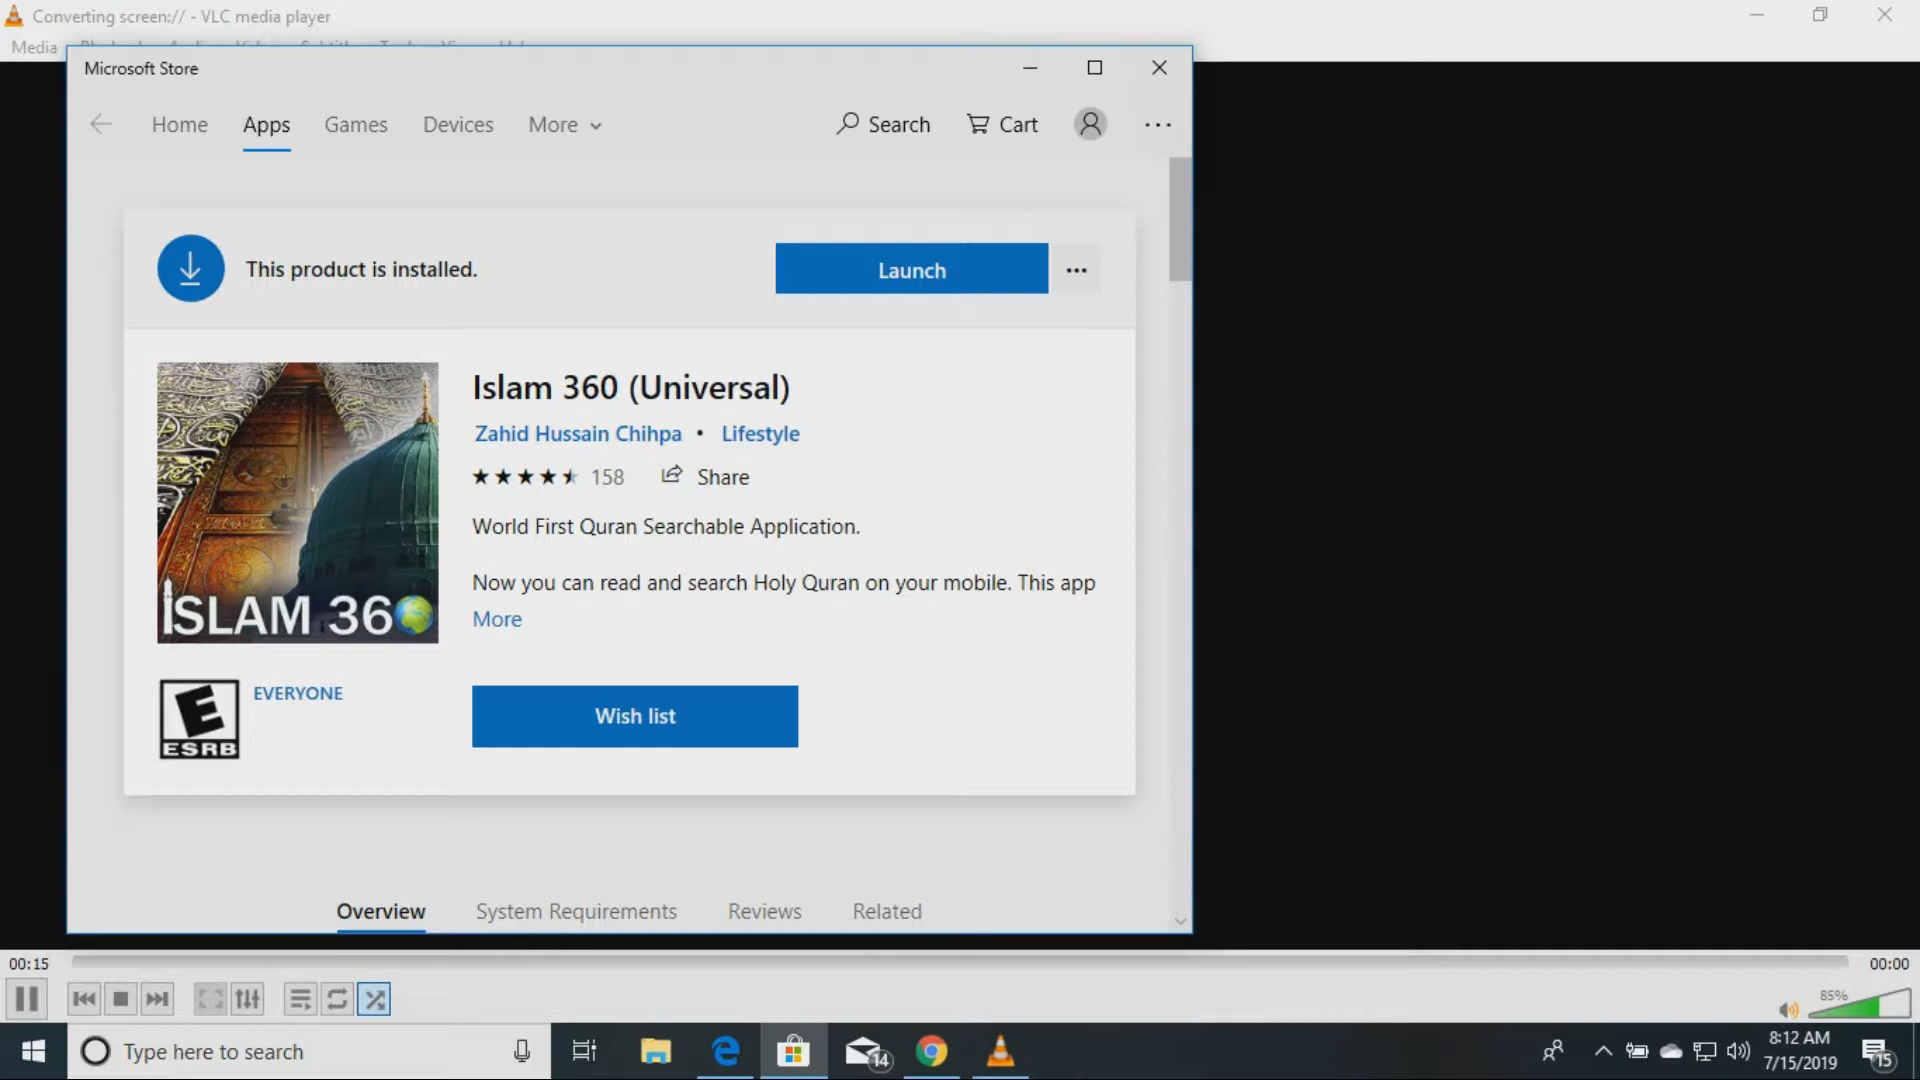 Converting screen:// - VLC media player
Media
Microsoft Store
Home Apps Games Devices More Search Cart
This product is installed. Launch
Islam 360 (Universal)
Zahid Hussain Chihpa • Lifestyle
158 Share
World First Quran Searchable Application.
Now you can read and search Holy Quran on your mobile. This app
More
ISLAM 360
E
ESRB
EVERYONE
Wish list
Overview System Requirements Reviews Related
00:15 00:00
85%
Type here to search
14
8:12 AM
7/15/2019
15